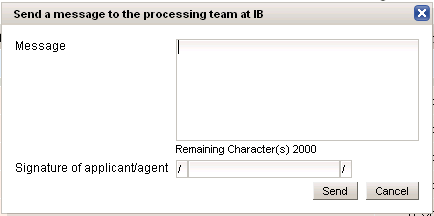 Send a message to the processing team at IB
Message
Remaining Character(s) 2000
Signature of applicant/agent / /
Send Cancel